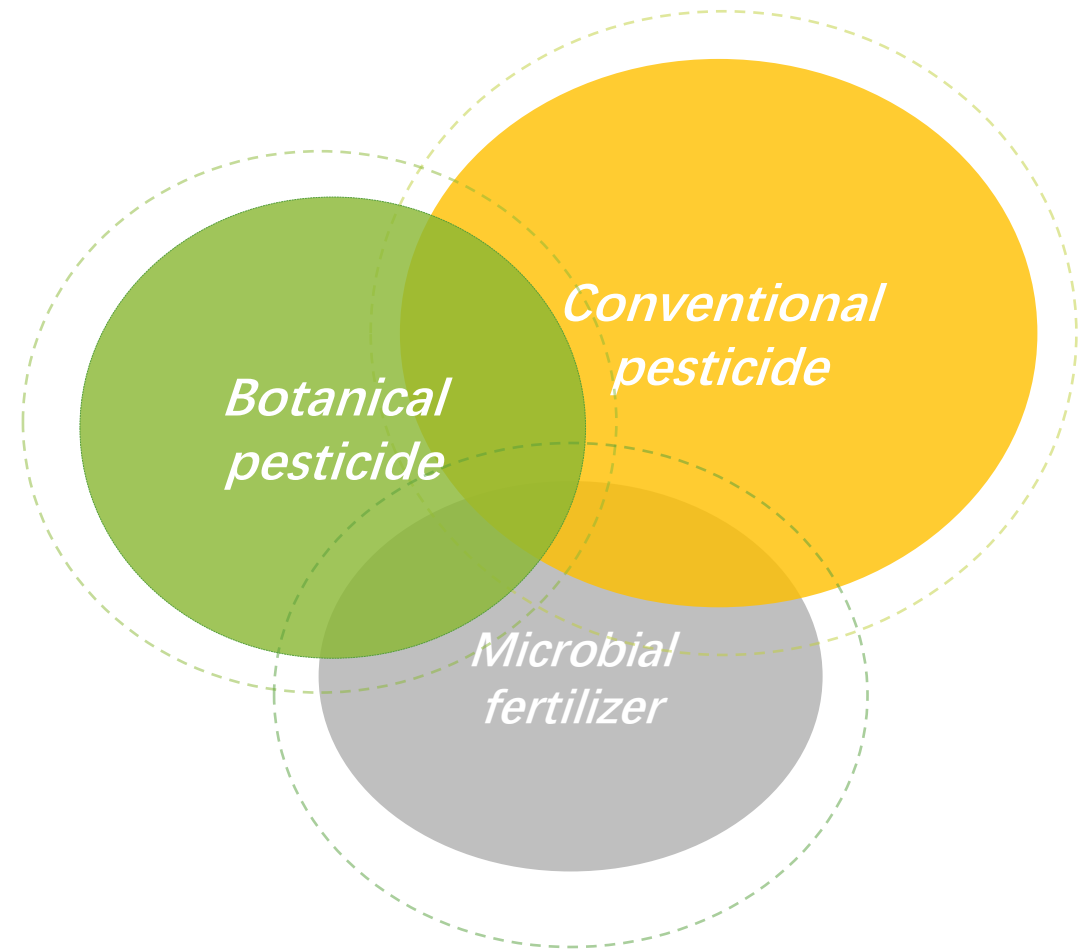 Conventional
pesticide
Botanical
pesticide
Microbial
fertilizer